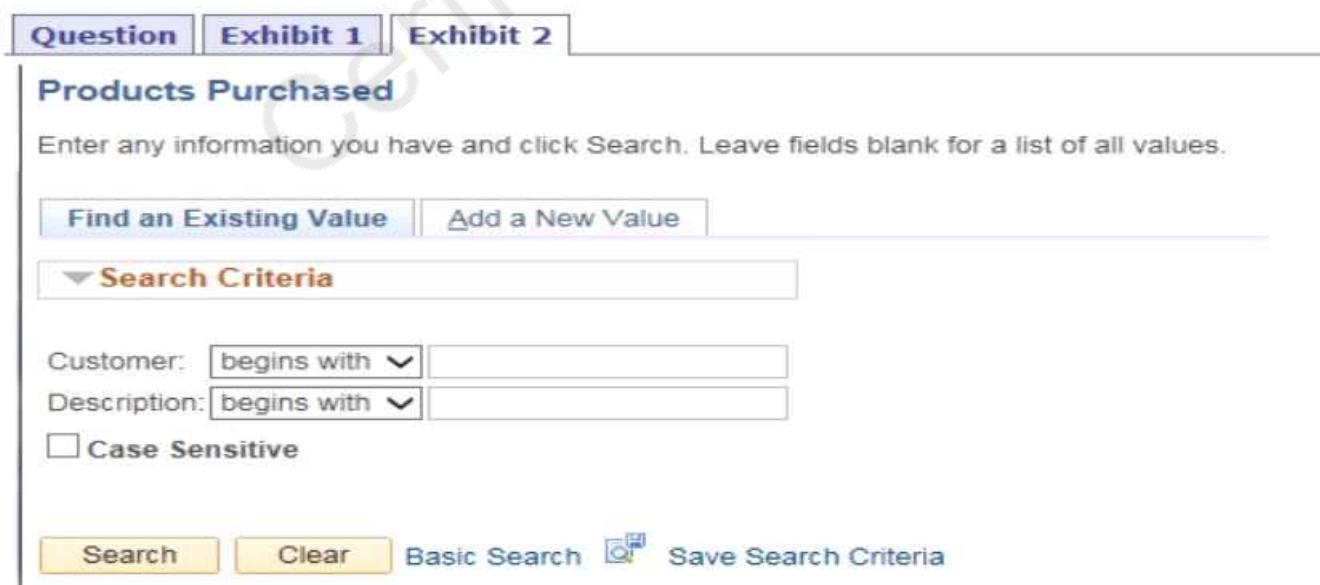 Question Exhibit 1 Exhibit 2
Products Purchased
Enter any information you have and click Search. Leave fields blank for a list of all values.
Find an Existing Value Add a New Value
Search Criteria
Customer: begins with
Description: begins with
Case Sensitive
Search Clear Basic Search Save Search Criteria